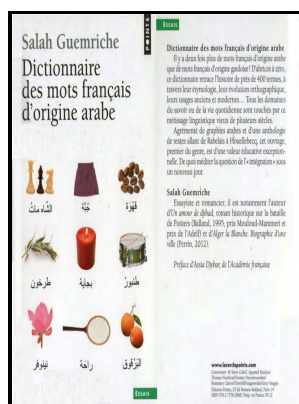 Salah Guemriche
POINTS
Dictionnaire
des mots français
d'origine arabe
الشاه مات
جُبّة
قهوة
طرخون
بجاية
طنبور
نينوفر
راحة
البرقوق
ESSAIS
ESSAIS
Dictionnaire des mots français d'origine arabe
Il y a deux fois plus de mots français d'origine arabe
que de mots français d'origine gauloise ! D'abricot à zéro,
ce dictionnaire retrace l'histoire de près de 400 termes, à
travers leur étymologie, leur évolution orthographique,
leurs usages anciens et modernes... Tous les domaines
du savoir ou de la vie quotidienne sont touchés par ce
métissage linguistique vieux de plusieurs siècles.
Agrémenté de graphies arabes et d'une anthologie
de textes allant de Rabelais à Houellebecq, cet ouvrage,
premier du genre, est d'une valeur éducative exception-
nelle. De quoi méditer la question de l'« intégration » sous
un nouveau jour.
Salah Guemriche
Essayiste et romancier, il est notamment l'auteur
d'Un amour de djihad, roman historique sur la bataille
de Poitiers (Balland, 1995, prix Mouloud-Mammeri et
prix de l'Adelf) et d'Alger la Blanche. Biographie d'une
ville (Perrin, 2012).
Préface d'Assia Djebar, de l'Académie française
www.lecerclepoints.com